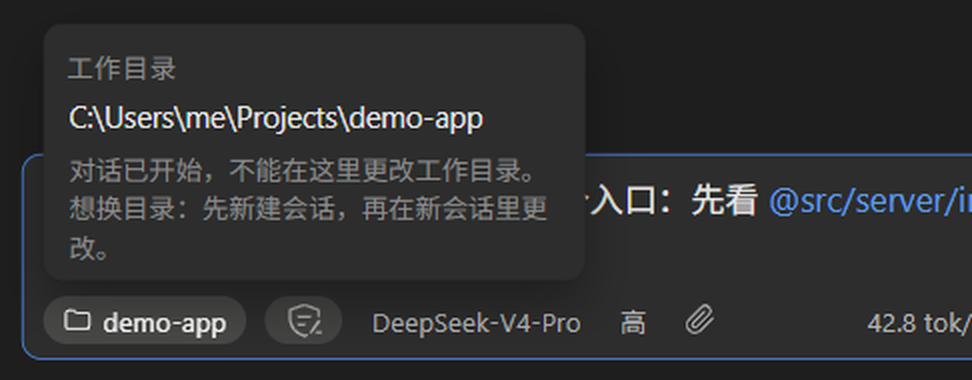 工作目录
C:\Users\me\Projects\demo-app
对话已开始，不能在这里更改工作目录。
想换目录：先新建会话，再在新会话里更
改。
入口：先看 @src/server/
demo-app DeepSeek-V4-Pro 高 42.8 tok/